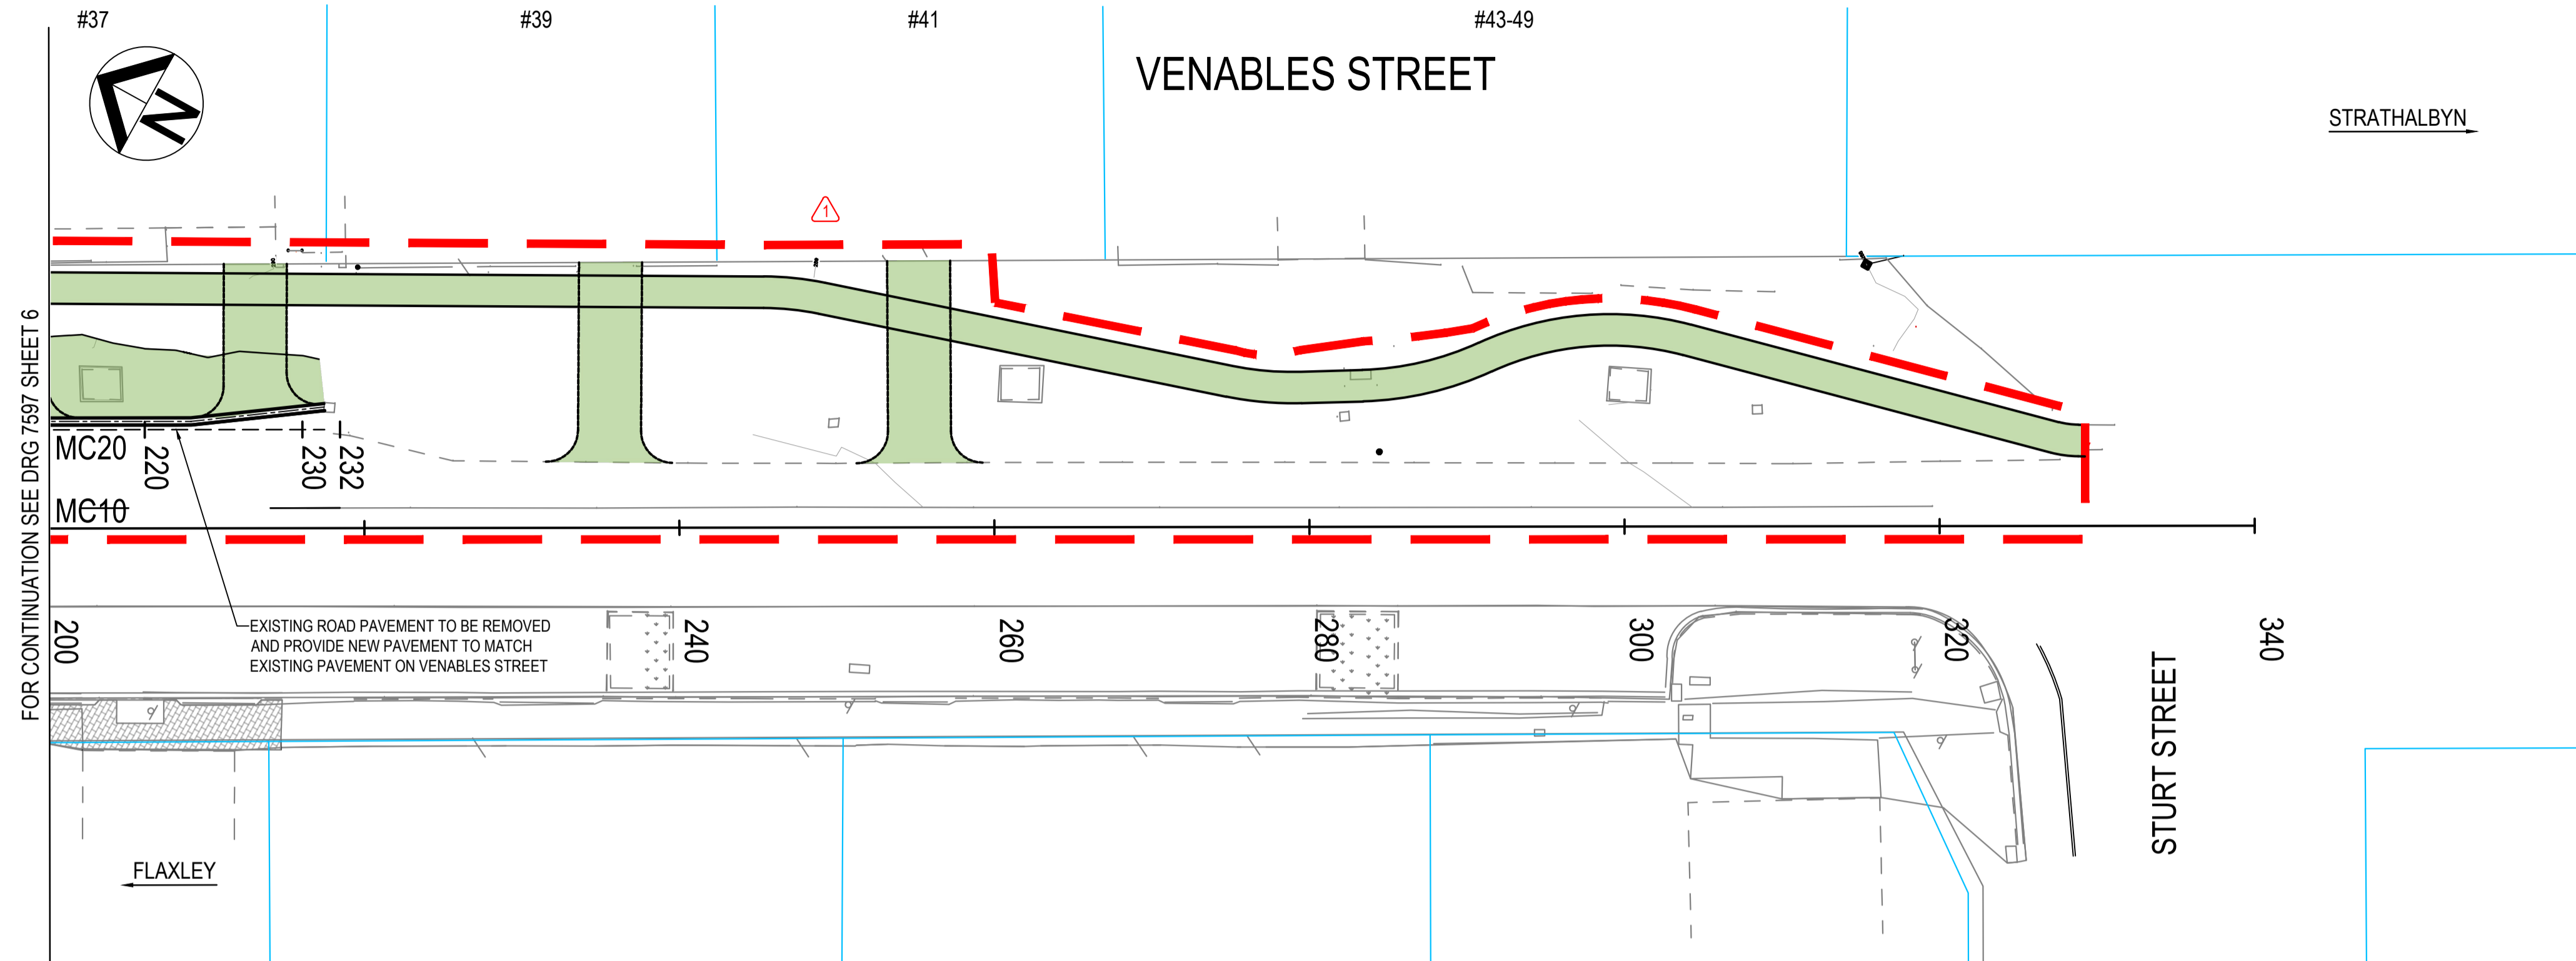 #37
#39
#41
#43-49
VENABLES STREET
N
STRATHALBYN
1
FOR CONTINUATION SEE DRG 7597 SHEET 6
MC20
220
230
232
MC10
EXISTING ROAD PAVEMENT TO BE REMOVED
AND PROVIDE NEW PAVEMENT TO MATCH
EXISTING PAVEMENT ON VENABLES STREET
200
240
260
280
300
320
340
STURT STREET
FLAXLEY